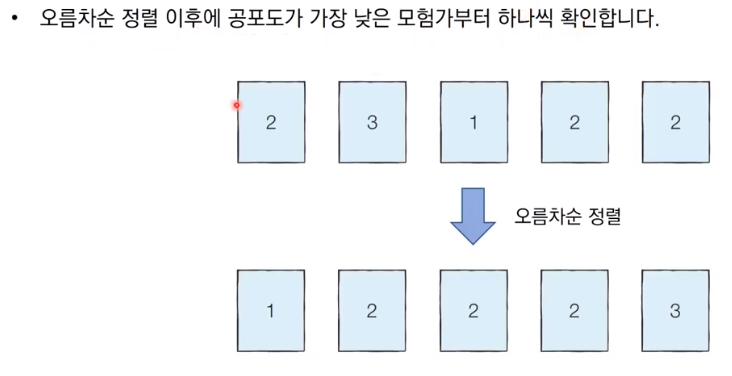 • 오름차순 정렬 이후에 공포도가 가장 낮은 모험가부터 하나씩 확인합니다.
2 3 1 2 2
오름차순 정렬
1 2 2 2 3